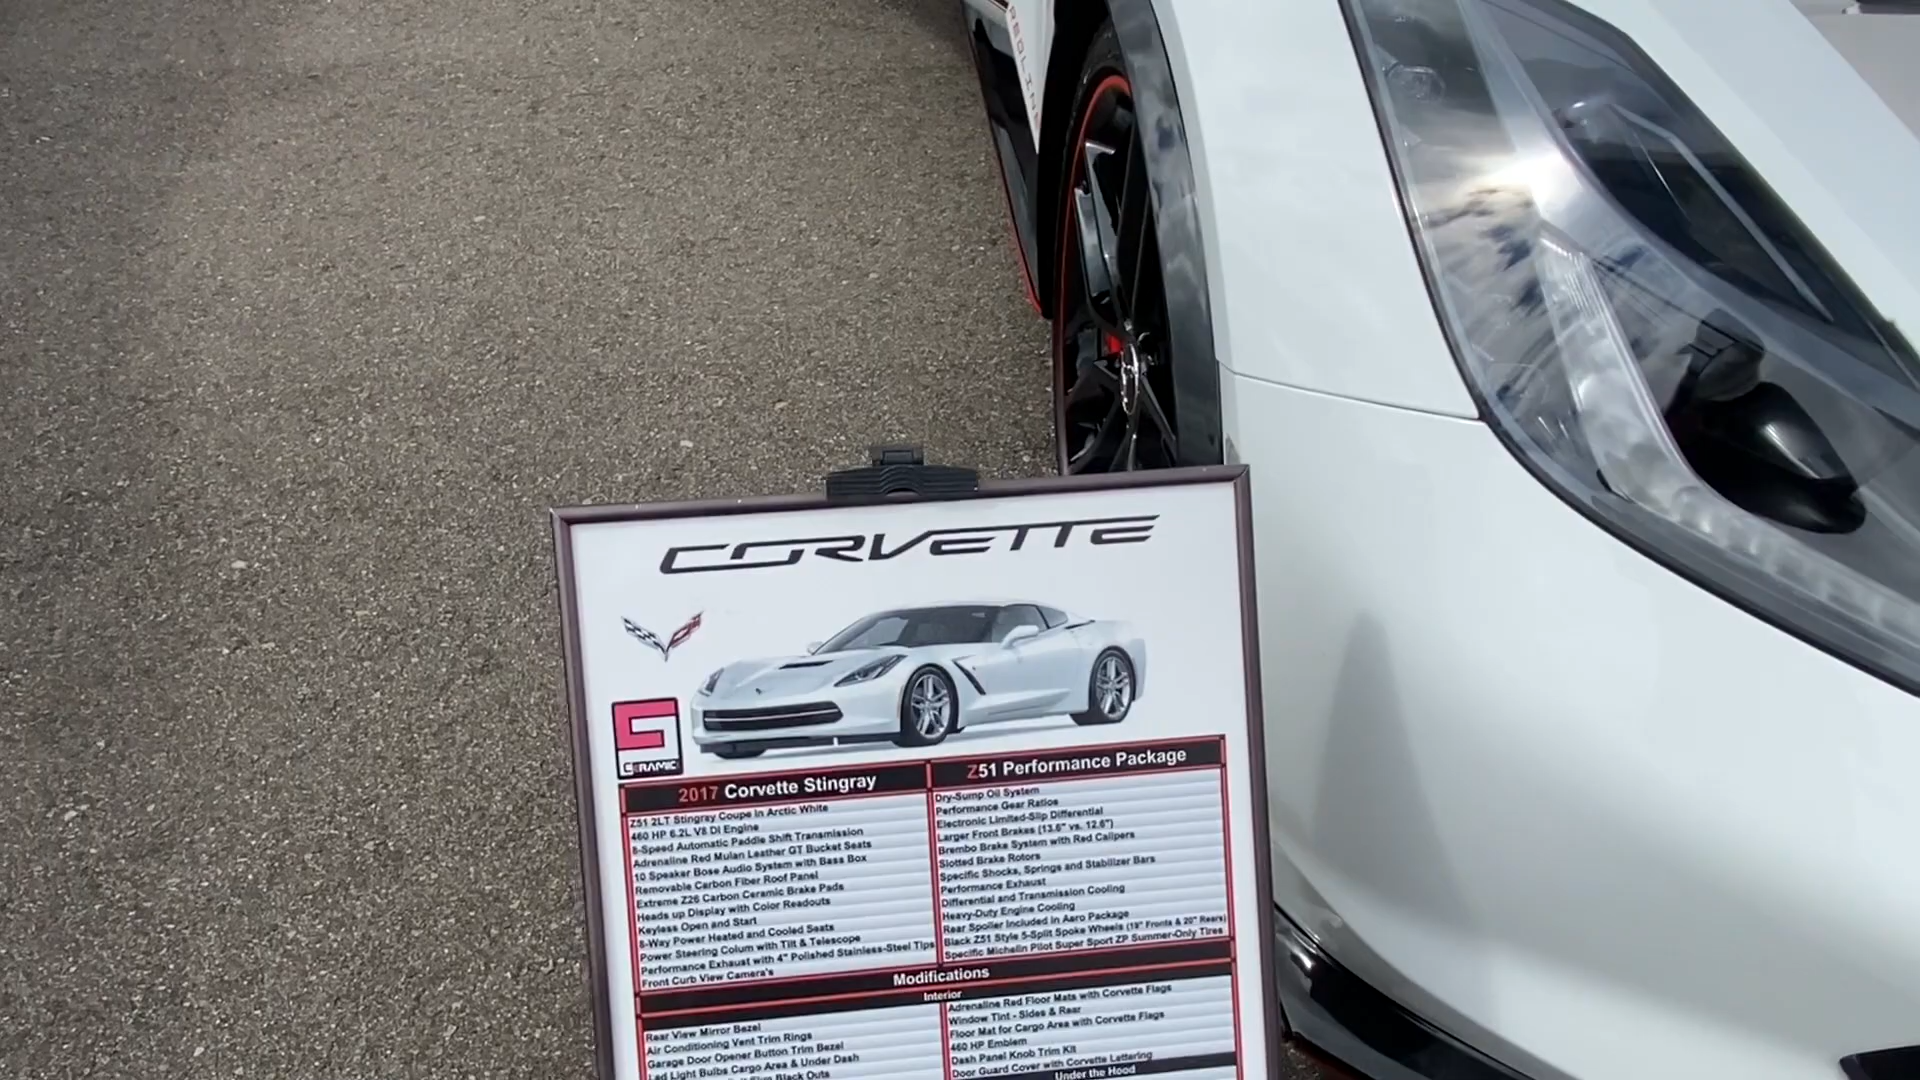 REDLINE
CORVETTE
CERAMIC
2017 Corvette Stingray
Z51 2LT Stingray Coupe in Arctic White
460 HP 6.2L V8 DI Engine
8-Speed Automatic Paddle Shift Transmission
Adrenaline Red Mulan Leather GT Bucket Seats
10 Speaker Bose Audio System with Bass Box
Removable Carbon Fiber Roof Panel
Extreme Z26 Carbon Ceramic Brake Pads
Heads up Display with Color Readouts
Keyless Open and Start
8-Way Power Heated and Cooled Seats
Power Steering Colum with Tilt & Telescope
Performance Exhaust with 4" Polished Stainless-Steel Tips
Front Curb View Camera's
Z51 Performance Package
Dry-Sump Oil System
Performance Gear Ratios
Electronic Limited-Slip Differential
Larger Front Brakes (13.6" vs. 12.6")
Brembo Brake System with Red Calipers
Slotted Brake Rotors
Specific Shocks, Springs and Stabilizer Bars
Performance Exhaust
Differential and Transmission Cooling
Heavy-Duty Engine Cooling
Rear Spoiler Included in Aero Package
Black Z51 Style 5-Split Spoke Wheels (19" Fronts & 20" Rears)
Specific Michelin Pilot Super Sport ZP Summer-Only Tires
Modifications
Interior
Rear View Mirror Bezel
Air Conditioning Vent Trim Rings
Garage Door Opener Button Trim Bezel
Led Light Bulbs Cargo Area & Under Dash
Black Outs
Adrenaline Red Floor Mats with Corvette Flags
Window Tint - Sides & Rear
Floor Mat for Cargo Area with Corvette Flags
460 HP Emblem
Dash Panel Knob Trim Kit
Door Guard Cover with Corvette Lettering
Under the Hood